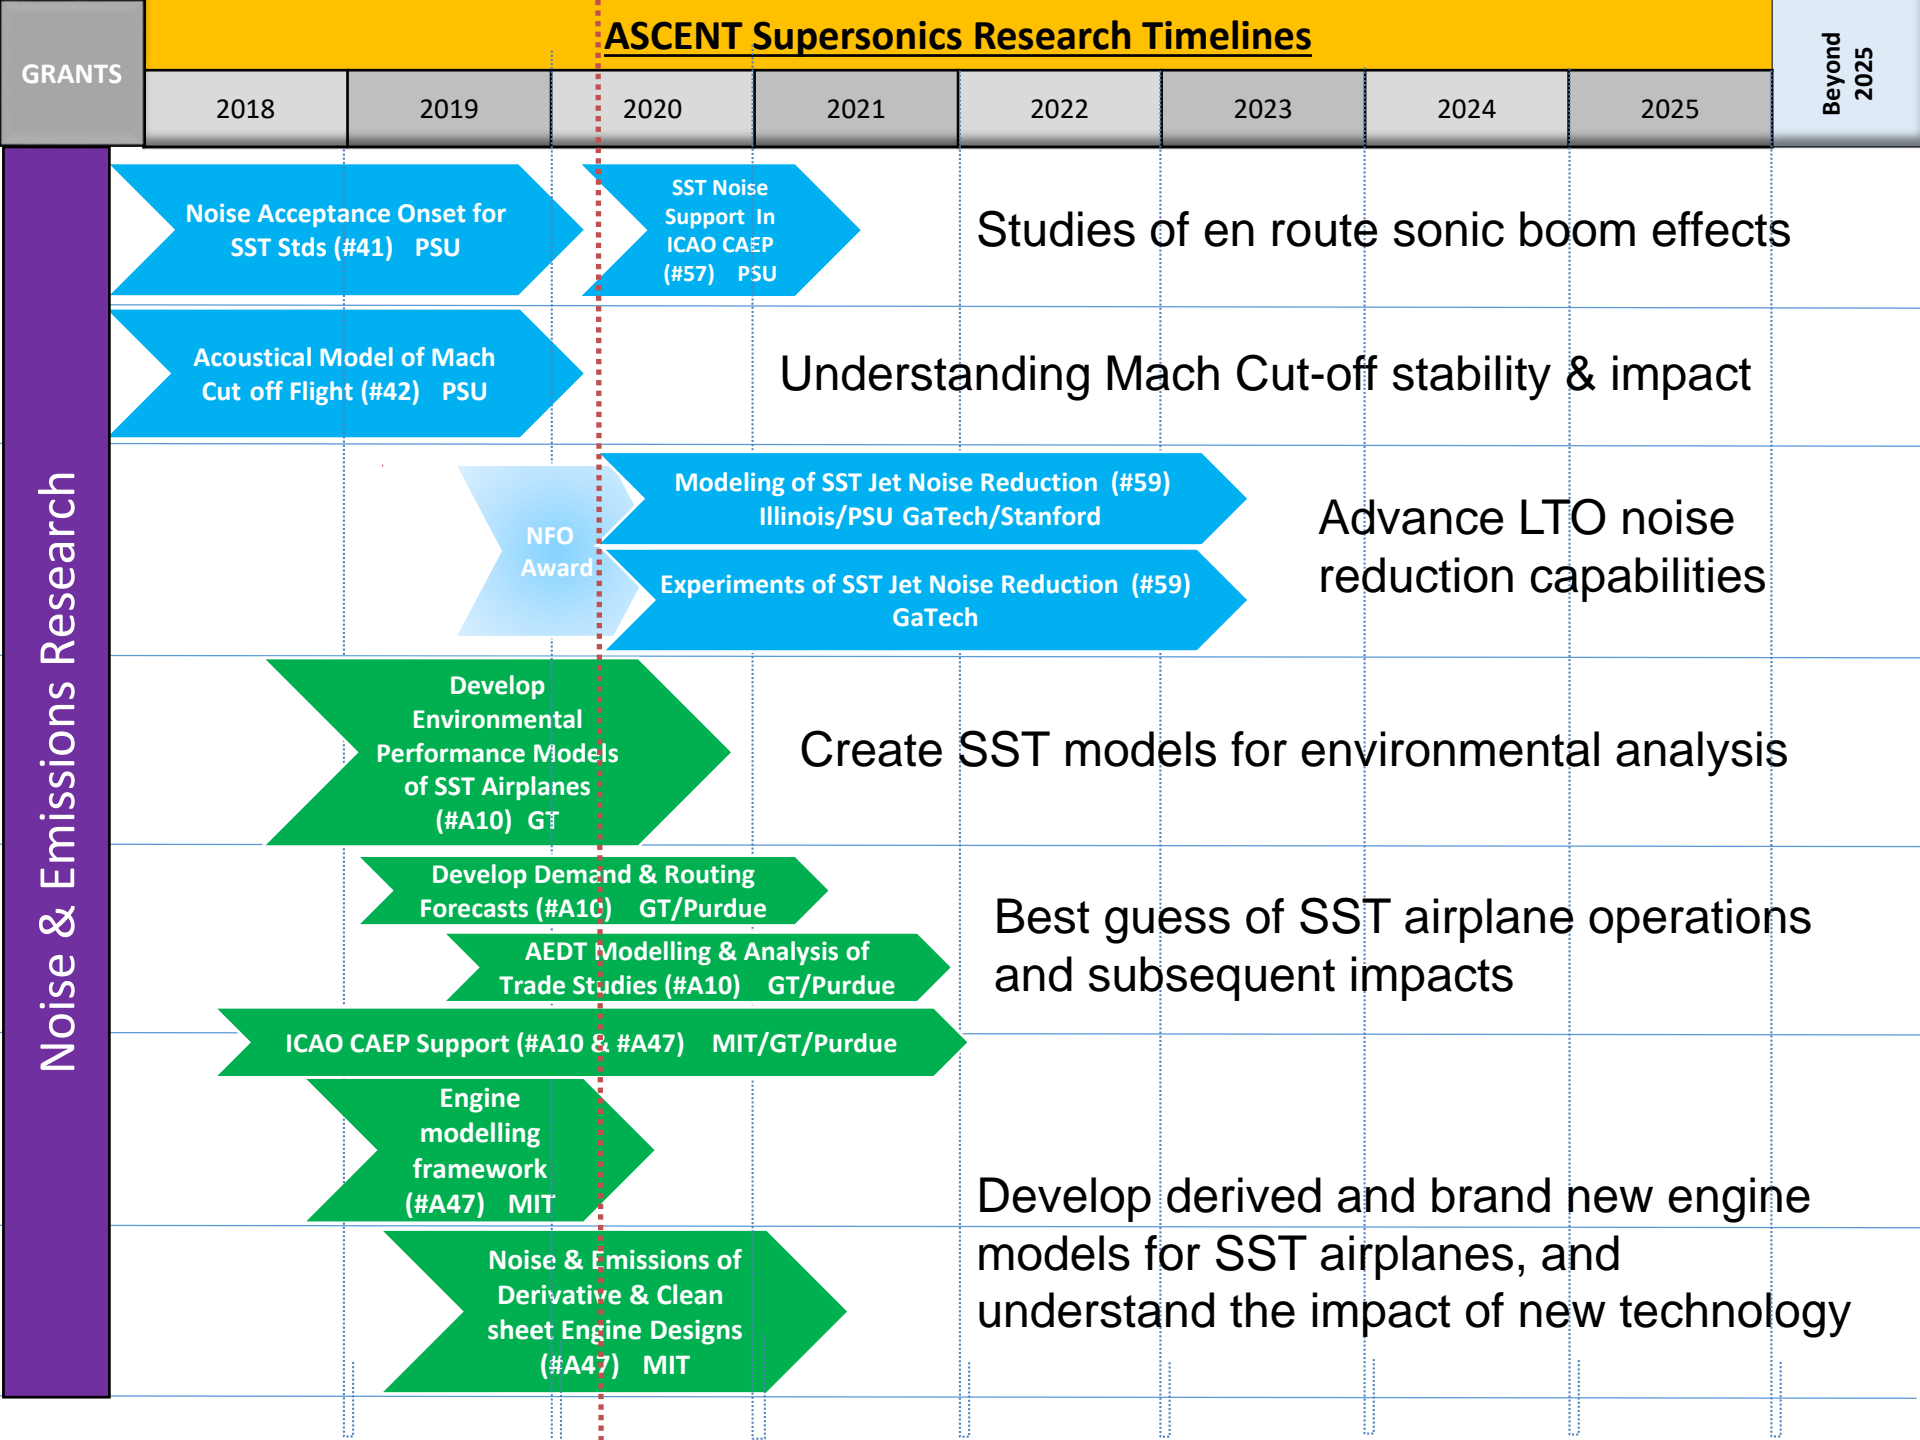 GRANTS
ASCENT Supersonics Research Timelines
Beyond
2025
2018 2019 2020 2021 2022 2023 2024 2025
Noise & Emissions Research
Noise Acceptance Onset for
SST Stds (#41) PSU
SST Noise
Support In
ICAO CAEP
(#57) PSU
Studies of en route sonic boom effects
Acoustical Model of Mach
Cut off Flight (#42) PSU
Understanding Mach Cut-off stability & impact
NFO
Award
Modeling of SST Jet Noise Reduction (#59)
Illinois/PSU GaTech/Stanford
Experiments of SST Jet Noise Reduction (#59)
GaTech
Advance LTO noise
reduction capabilities
Develop
Environmental
Performance Models
of SST Airplanes
(#A10) GT
Create SST models for environmental analysis
Develop Demand & Routing
Forecasts (#A10) GT/Purdue
AEDT Modelling & Analysis of
Trade Studies (#A10) GT/Purdue
Best guess of SST airplane operations
and subsequent impacts
ICAO CAEP Support (#A10 & #A47) MIT/GT/Purdue
Engine
modelling
framework
(#A47) MIT
Noise & Emissions of
Derivative & Clean
sheet Engine Designs
(#A47) MIT
Develop derived and brand new engine
models for SST airplanes, and
understand the impact of new technology